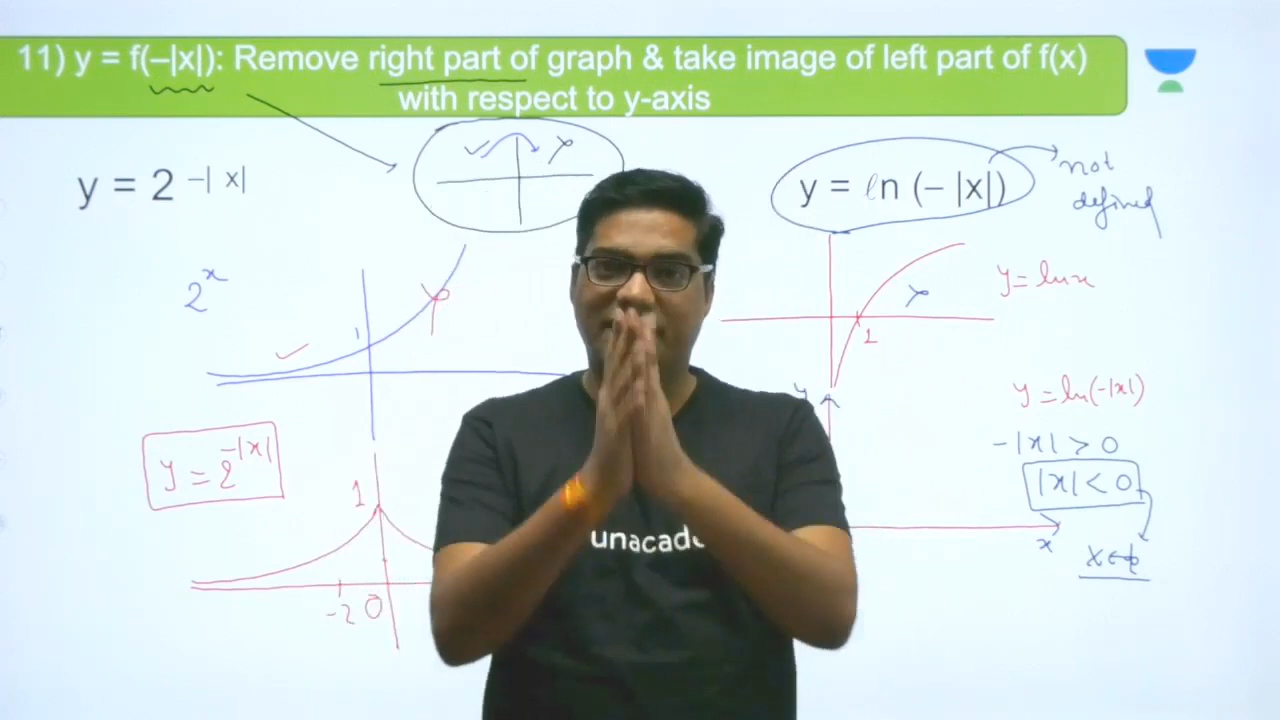 11) y = f(–|x|): Remove right part of graph & take image of left part of f(x)
with respect to y-axis
y = 2 –| x|
y = ℓn (– |x|)
not
defined
2^x
1
y = ln x
1
y = ln(-|x|)
y
-|x| > 0
|x| < 0
y = 2^-|x|
1
x
x ∈ ϕ
-2 0
unacade